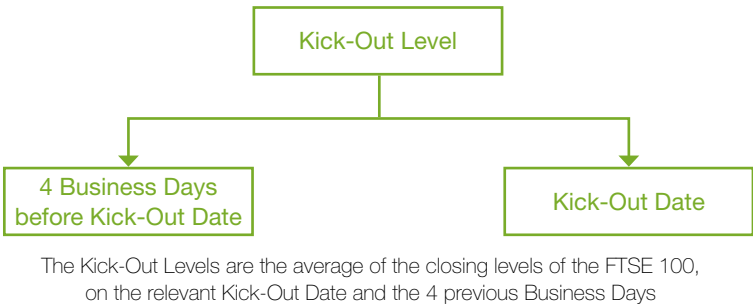 Kick-Out Level
4 Business Days
before Kick-Out Date
Kick-Out Date
The Kick-Out Levels are the average of the closing levels of the FTSE 100,
on the relevant Kick-Out Date and the 4 previous Business Days